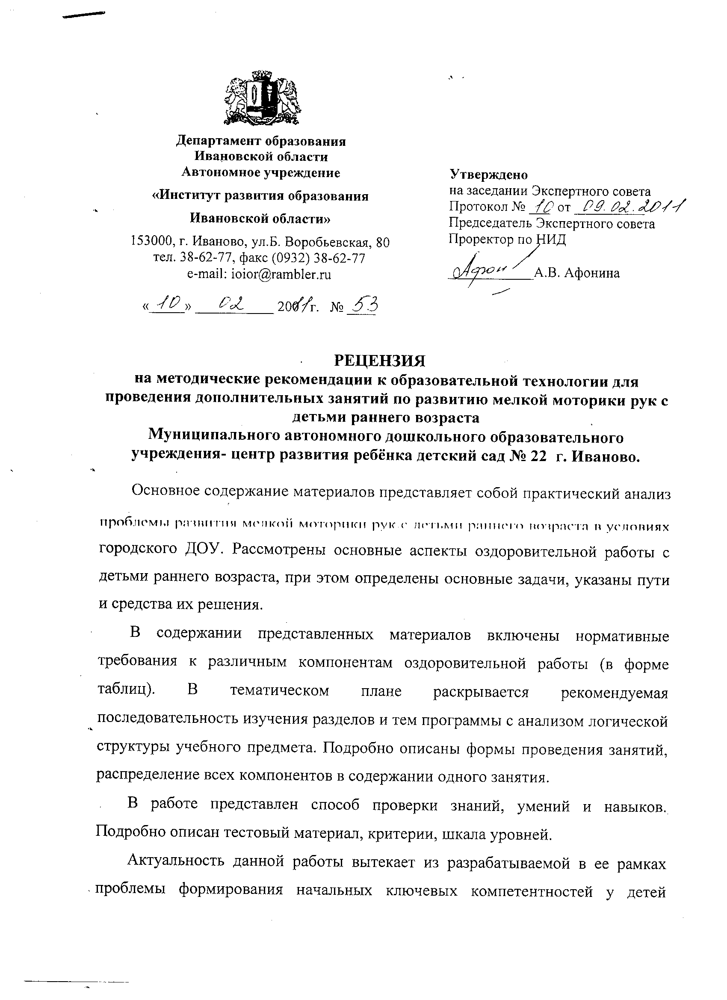 Департамент образования
Ивановской области
Автономное учреждение
«Институт развития образования
Ивановской области»
153000, г. Иваново, ул.Б. Воробьевская, 80
тел. 38-62-77, факс (0932) 38-62-77
e-mail: ioior@rambler.ru
«10» 02 2011г. № 53
Утверждено
на заседании Экспертного совета
Протокол № 10 от 09.02.2011
Председатель Экспертного совета
Проректор по НИД
Афон А.В. Афонина
РЕЦЕНЗИЯ
на методические рекомендации к образовательной технологии для
проведения дополнительных занятий по развитию мелкой моторики рук с
детьми раннего возраста
Муниципального автономного дошкольного образовательного
учреждения- центр развития ребёнка детский сад № 22 г. Иваново.
Основное содержание материалов представляет собой практический анализ
проблемы развития мелкой моторики рук с детьми раннего возраста в условиях
городского ДОУ. Рассмотрены основные аспекты оздоровительной работы с
детьми раннего возраста, при этом определены основные задачи, указаны пути
и средства их решения.
В содержании представленных материалов включены нормативные
требования к различным компонентам оздоровительной работы (в форме
таблиц). В тематическом плане раскрывается рекомендуемая
последовательность изучения разделов и тем программы с анализом логической
структуры учебного предмета. Подробно описаны формы проведения занятий,
распределение всех компонентов в содержании одного занятия.
В работе представлен способ проверки знаний, умений и навыков.
Подробно описан тестовый материал, критерии, шкала уровней.
Актуальность данной работы вытекает из разрабатываемой в ее рамках
проблемы формирования начальных ключевых компетентностей у детей